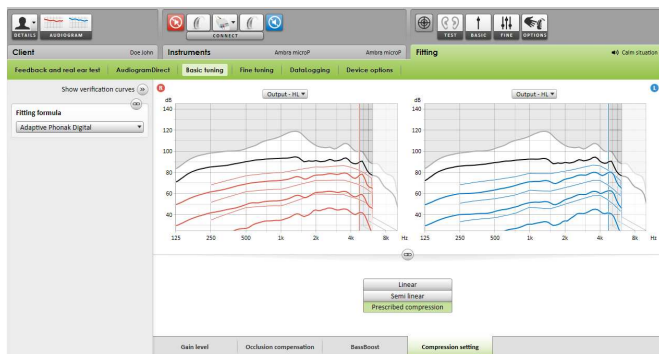 DETAILS AUDIOGRAM CONNECT TEST BASIC FINE OPTIONS
Client Doe John Instruments Ambra microP Ambra microP Fitting Calm situation
Feedback and real ear test AudiogramDirect Basic tuning Fine tuning DataLogging Device options
Show verification curves
Fitting formula
Adaptive Phonak Digital
R Output - HL Output - HL L
dB dB
140 140
120 120
100 100
80 80
60 60
40 40
125 250 500 1k 2k 4k 8k Hz 125 250 500 1k 2k 4k 8k Hz
Linear
Semi linear
Prescribed compression
Gain level Occlusion compensation BassBoost Compression setting